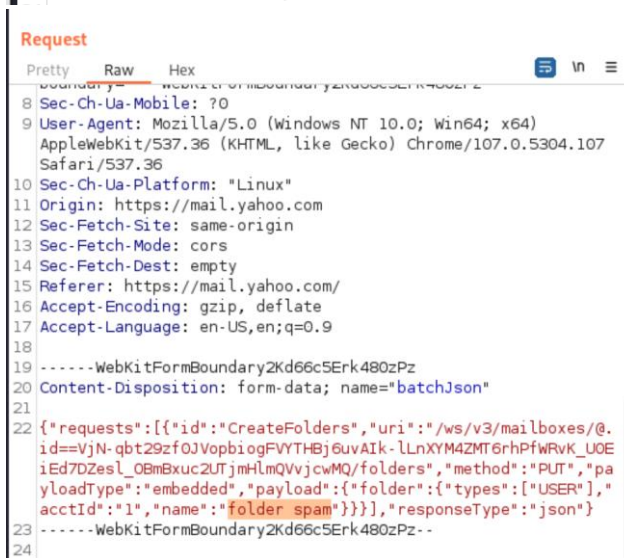 Request
Pretty Raw Hex \n
8 Sec-Ch-Ua-Mobile: ?0
9 User-Agent: Mozilla/5.0 (Windows NT 10.0; Win64; x64)
AppleWebKit/537.36 (KHTML, like Gecko) Chrome/107.0.5304.107
Safari/537.36
10 Sec-Ch-Ua-Platform: "Linux"
11 Origin: https://mail.yahoo.com
12 Sec-Fetch-Site: same-origin
13 Sec-Fetch-Mode: cors
14 Sec-Fetch-Dest: empty
15 Referer: https://mail.yahoo.com/
16 Accept-Encoding: gzip, deflate
17 Accept-Language: en-US,en;q=0.9
18
19 ------WebKitFormBoundary2Kd66c5Erk480zPz
20 Content-Disposition: form-data; name="batchJson"
21
22 {"requests":[{"id":"CreateFolders","uri":"/ws/v3/mailboxes/@.
id==VjN-qbt29zf0JVopbiogFVYTHBj6uvAIk-lLnXYM4ZMT6rhPfWRvK_U0E
iEd7DZesl_OBmBxuc2UTjmHlmQVvjcwMQ/folders","method":"PUT","pa
yloadType":"embedded","payload":{"folder":{"types":["USER"],"
acctId":"1","name":"folder spam"}}}],"responseType":"json"}
23 ------WebKitFormBoundary2Kd66c5Erk480zPz--
24